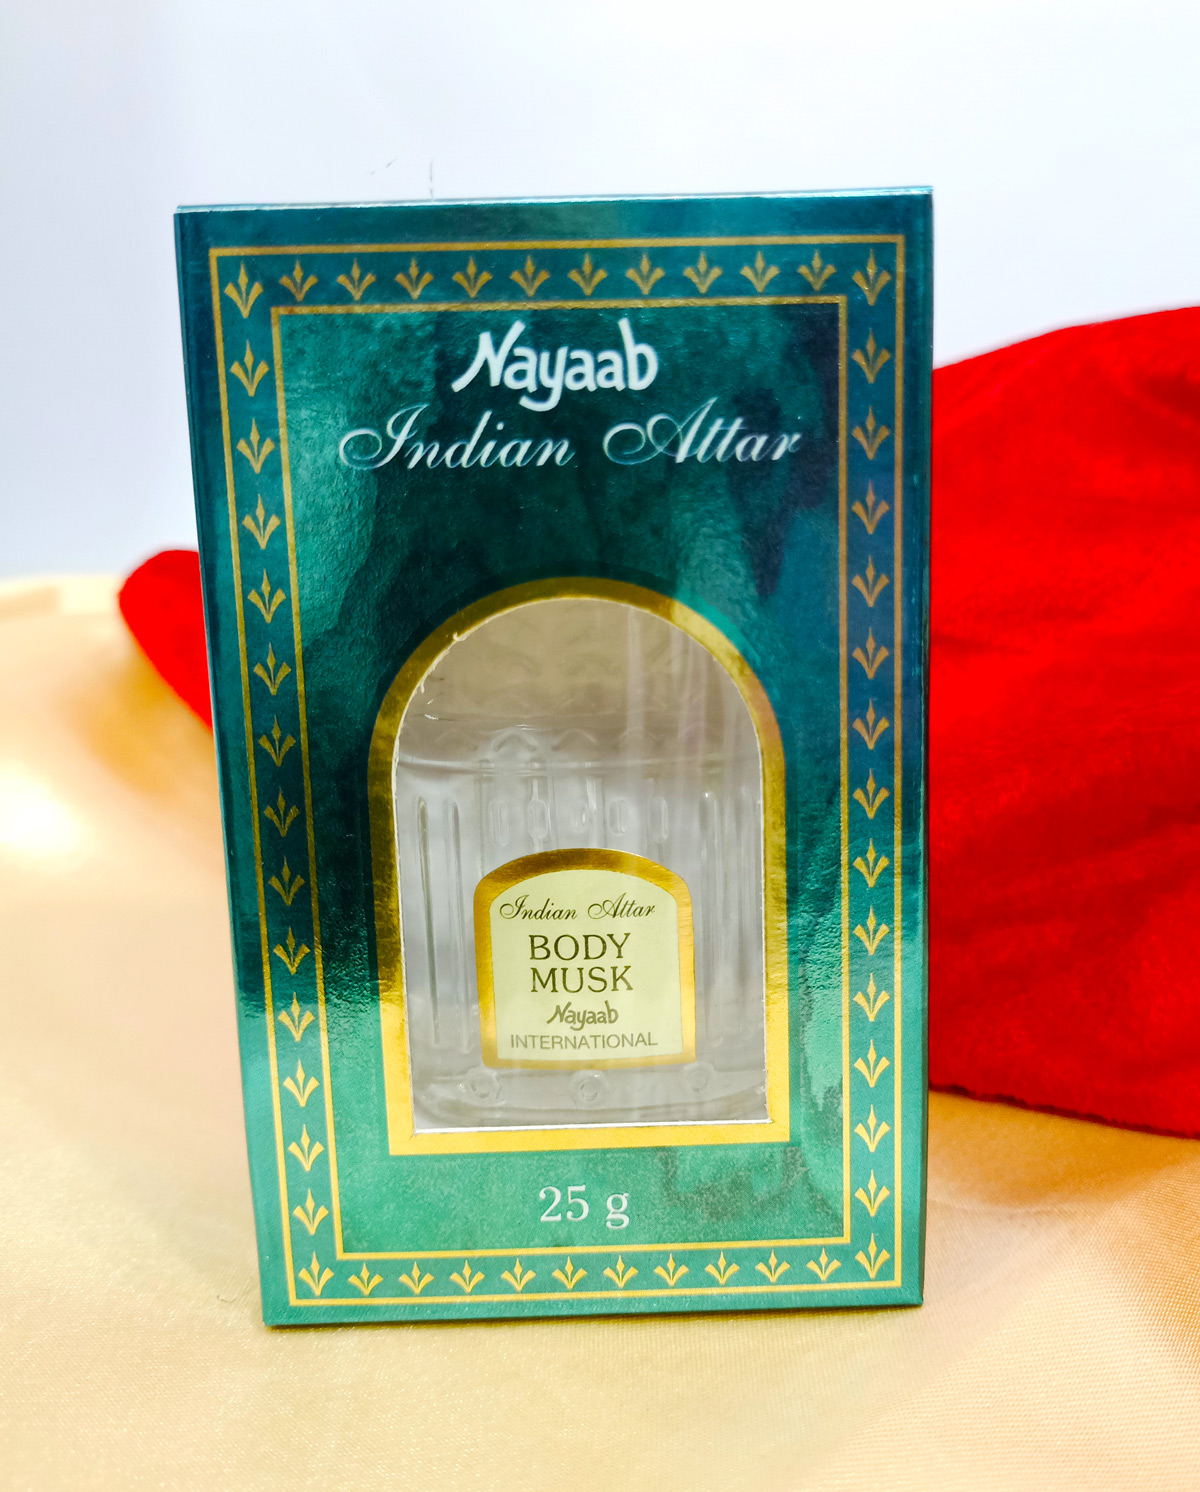 Nayaab
Indian Attar
Indian Attar
BODY
MUSK
Nayaab
INTERNATIONAL
25 g